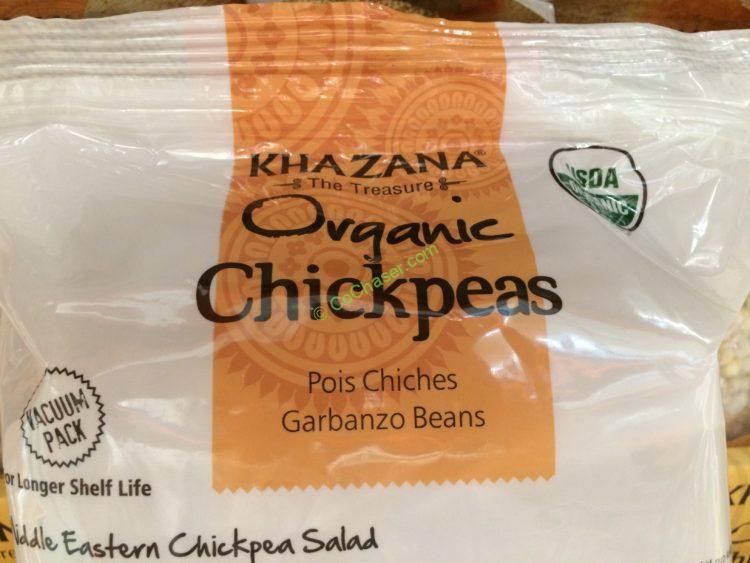 KHAZANA®
The Treasure
Organic
Chickpeas
© CoChaser.com
Pois Chiches
Garbanzo Beans
USDA
ORGANIC
VACUUM
PACK
or Longer Shelf Life
iddle Eastern Chickpea Salad